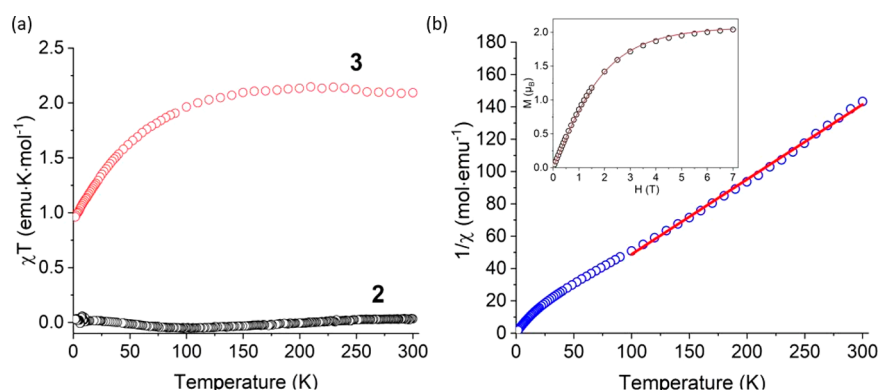 (a)
χT (emu·K·mol⁻¹)
2.5
2.0
1.5
1.0
0.5
0.0
3
2
0 50 100 150 200 250 300
Temperature (K)
(b)
1/χ (mol·emu⁻¹)
180
160
140
120
100
80
60
40
20
0
M (μB)
2.0
1.5
1.0
0.5
0.0
0 1 2 3 4 5 6 7
H (T)
0 50 100 150 200 250 300
Temperature (K)